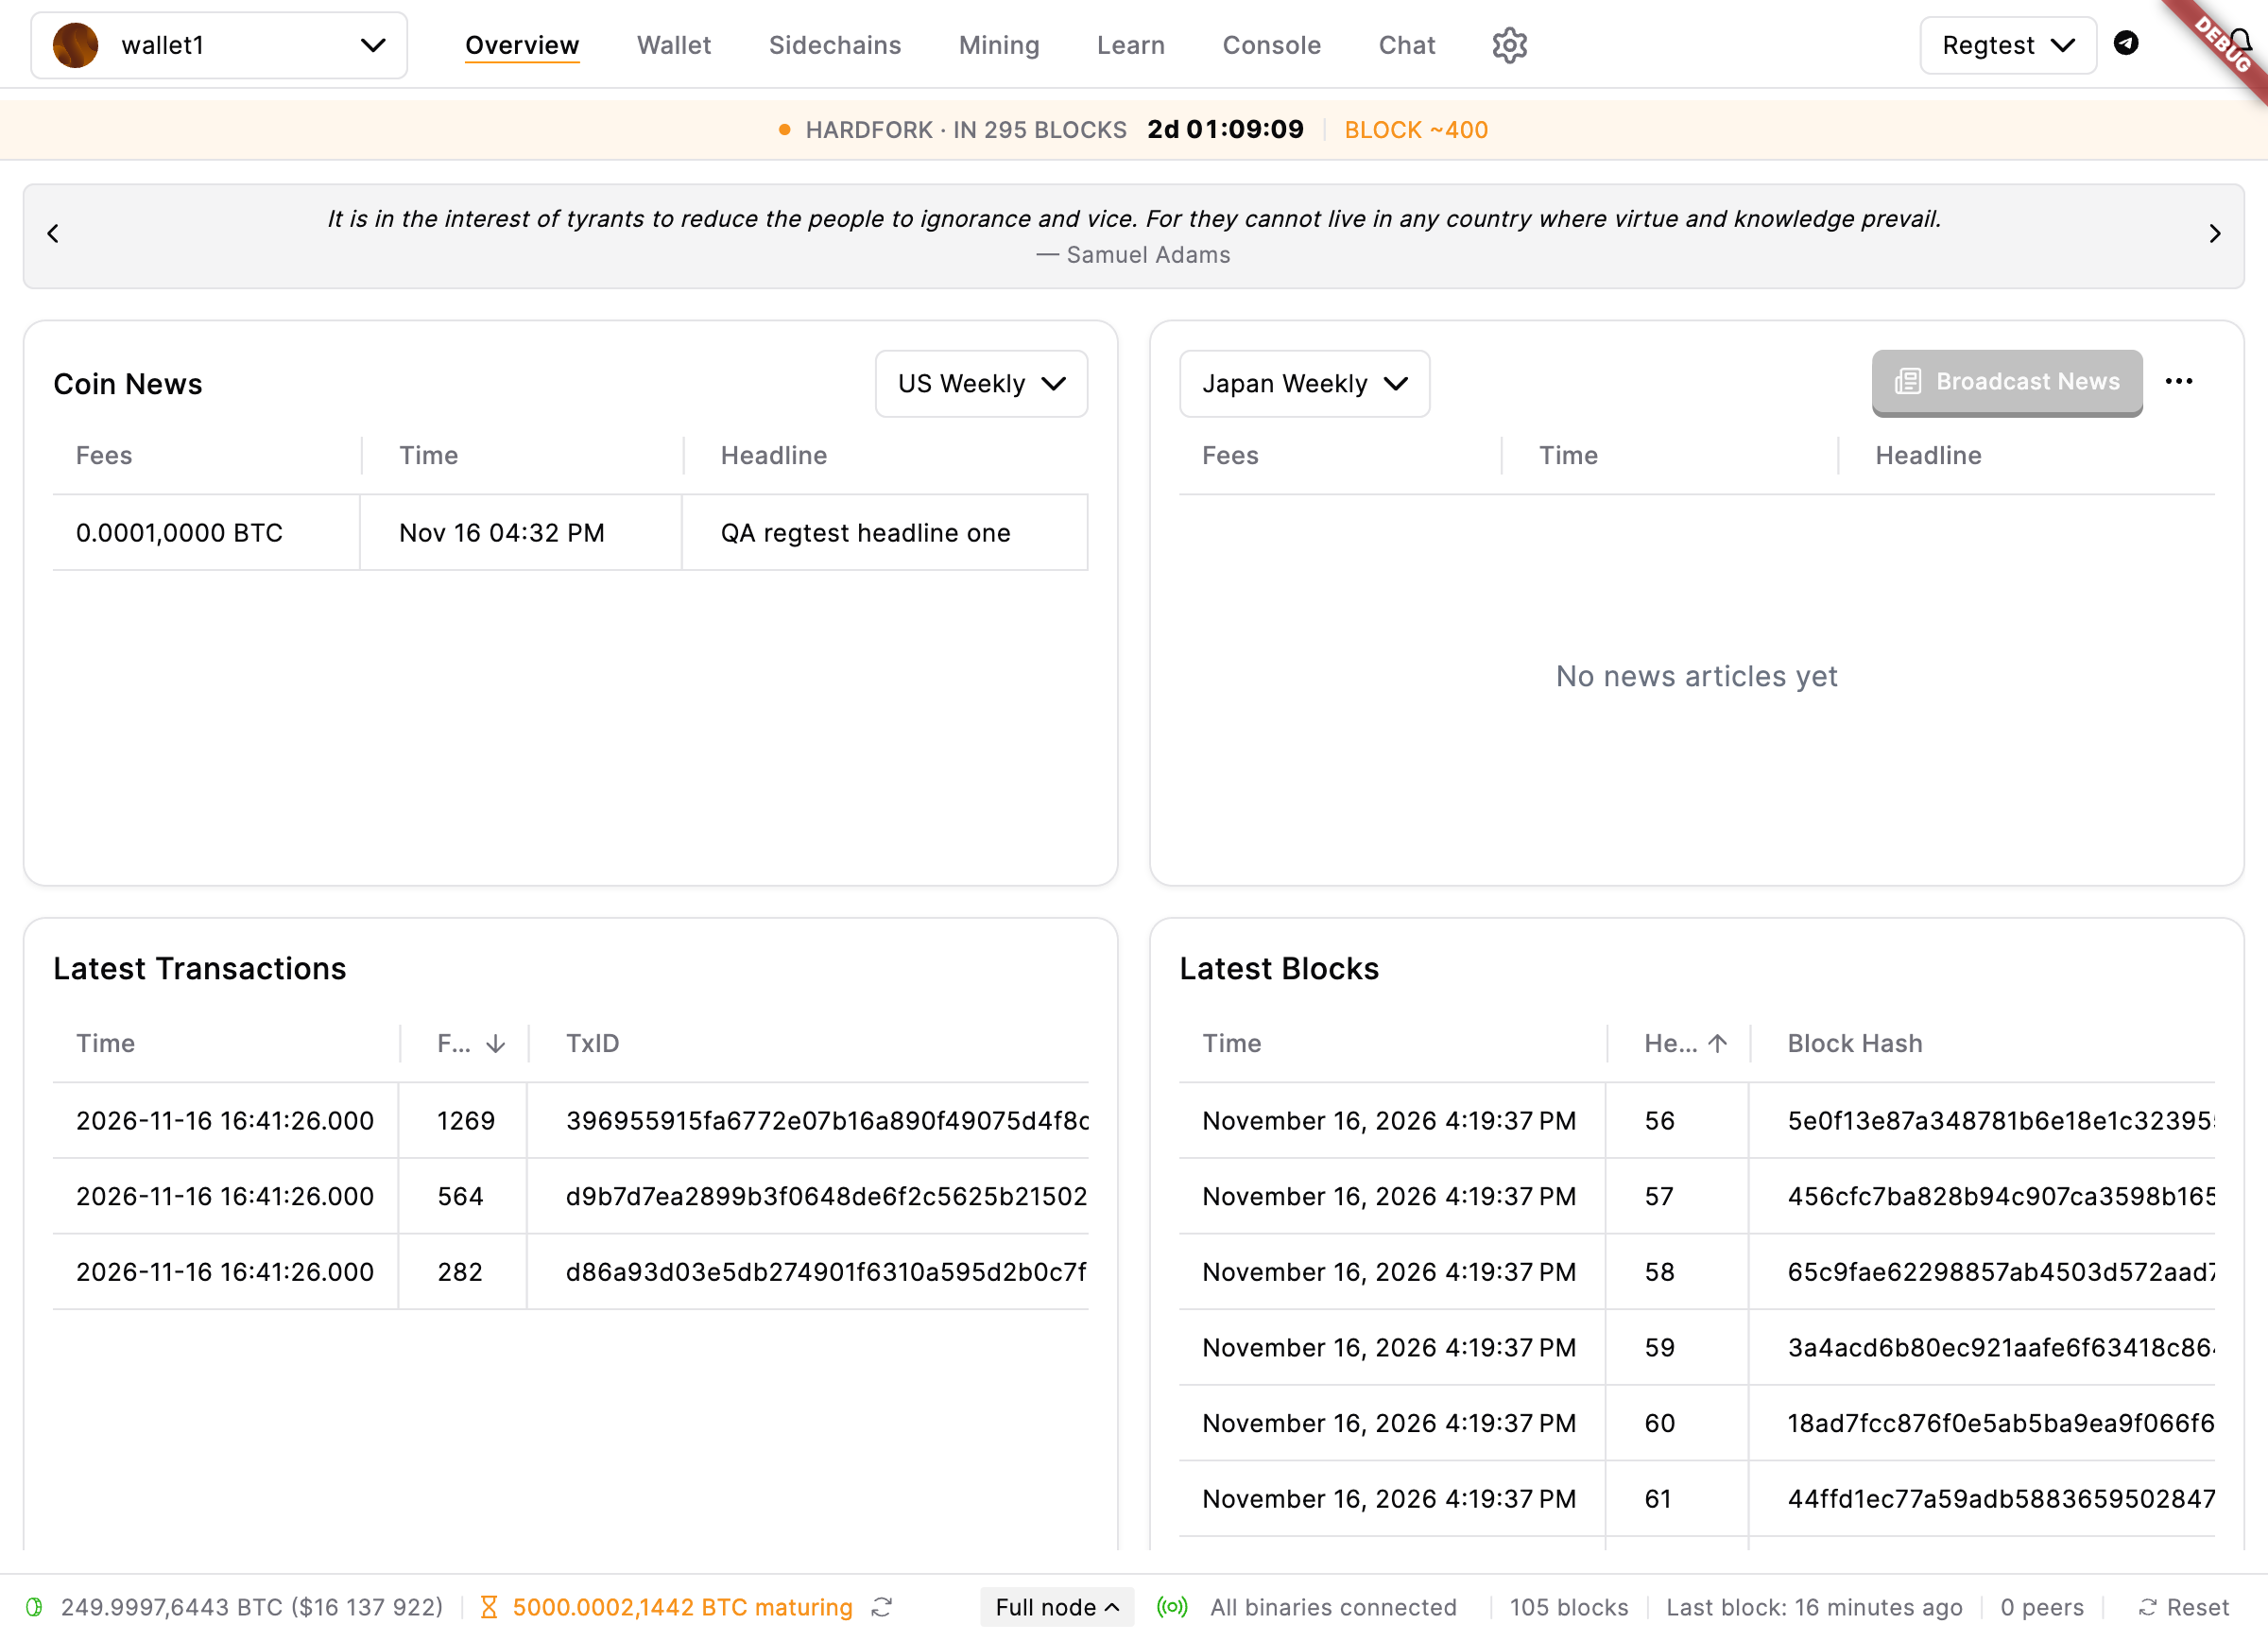 wallet1
Overview
Wallet
Sidechains
Mining
Learn
Console
Chat
Regtest
DEBUG
HARDFORK · IN 295 BLOCKS 2d 01:09:09 BLOCK ~400
It is in the interest of tyrants to reduce the people to ignorance and vice. For they cannot live in any country where virtue and knowledge prevail.
— Samuel Adams
Coin News
US Weekly
Fees Time Headline
0.0001,0000 BTC Nov 16 04:32 PM QA regtest headline one
Japan Weekly
Broadcast News
Fees Time Headline
No news articles yet
Latest Transactions
Time F... TxID
2026-11-16 16:41:26.000 1269 396955915fa6772e07b16a890f49075d4f8c
2026-11-16 16:41:26.000 564 d9b7d7ea2899b3f0648de6f2c5625b21502
2026-11-16 16:41:26.000 282 d86a93d03e5db274901f6310a595d2b0c7f
Latest Blocks
Time He... Block Hash
November 16, 2026 4:19:37 PM 56 5e0f13e87a348781b6e18e1c323955
November 16, 2026 4:19:37 PM 57 456cfc7ba828b94c907ca3598b165
November 16, 2026 4:19:37 PM 58 65c9fae62298857ab4503d572aad7
November 16, 2026 4:19:37 PM 59 3a4acd6b80ec921aafe6f63418c864
November 16, 2026 4:19:37 PM 60 18ad7fcc876f0e5ab5ba9ea9f066f6
November 16, 2026 4:19:37 PM 61 44ffd1ec77a59adb5883659502847
249.9997,6443 BTC ($16 137 922) 5000.0002,1442 BTC maturing Full node All binaries connected 105 blocks Last block: 16 minutes ago 0 peers Reset